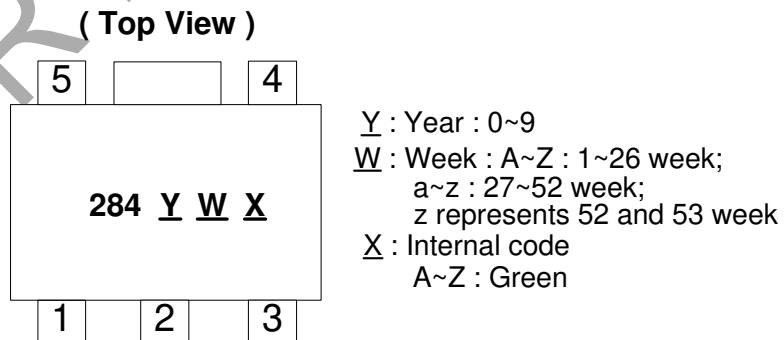 ( Top View )
5
4
284 Y W X
1
2
3
Y : Year : 0~9
W : Week : A~Z : 1~26 week;
a~z : 27~52 week;
z represents 52 and 53 week
X : Internal code
A~Z : Green